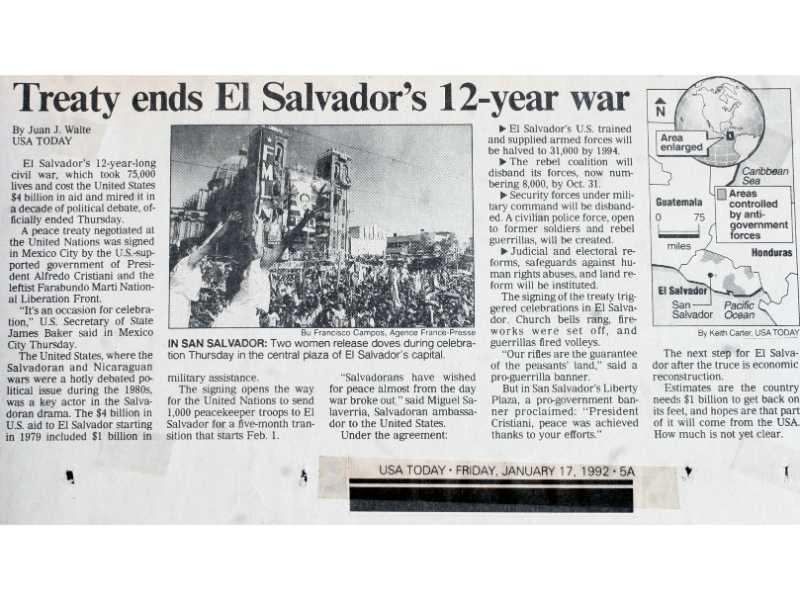 Treaty ends El Salvador's 12-year war
By Juan J. Walte
USA TODAY
El Salvador's 12-year-long
civil war, which took 75,000
lives and cost the United States
$4 billion in aid and mired it in
a decade of political debate, of-
ficially ended Thursday.
A peace treaty negotiated at
the United Nations was signed
in Mexico City by the U.S.-sup-
ported government of Presi-
dent Alfredo Cristiani and the
leftist Farabundo Marti Nation-
al Liberation Front.
"It's an occasion for celebra-
tion," U.S. Secretary of State
James Baker said in Mexico
City Thursday.
The United States, where the
Salvadoran and Nicaraguan
wars were a hotly debated po-
litical issue during the 1980s,
was a key actor in the Salva-
doran drama. The $4 billion in
U.S. aid to El Salvador starting
in 1979 included $1 billion in
FMLN
By Francisco Campos, Agence France-Presse
IN SAN SALVADOR: Two women release doves during celebra-
tion Thursday in the central plaza of El Salvador's capital.
military assistance.
The signing opens the way
for the United Nations to send
1,000 peacekeeper troops to El
Salvador for a five-month tran-
sition that starts Feb. 1.
"Salvadorans have wished
for peace almost from the day
war broke out," said Miguel Sa-
laverria, Salvadoran ambassa-
dor to the United States.
Under the agreement:
▶ El Salvador's U.S. trained
and supplied armed forces will
be halved to 31,000 by 1994.
▶ The rebel coalition will
disband its forces, now num-
bering 8,000, by Oct. 31.
▶ Security forces under mili-
tary command will be disband-
ed. A civilian police force, open
to former soldiers and rebel
guerrillas, will be created.
▶ Judicial and electoral re-
forms, safeguards against hu-
man rights abuses, and land re-
form will be instituted.
The signing of the treaty trig-
gered celebrations in El Salva-
dor. Church bells rang, fire-
works were set off, and
guerrillas fired volleys.
"Our rifles are the guarantee
of the peasants' land," said a
pro-guerrilla banner.
But in San Salvador's Liberty
Plaza, a pro-government ban-
ner proclaimed: "President
Cristiani, peace was achieved
thanks to your efforts."
N
Area
enlarged
Caribbean
Sea
Guatemala
0 75
miles
Areas
controlled
by anti-
government
forces
Honduras
El Salvador
San
Salvador
Pacific
Ocean
By Keith Carter, USA TODAY
The next step for El Salva-
dor after the truce is economic
reconstruction.
Estimates are the country
needs $1 billion to get back on
its feet, and hopes are that part
of it will come from the USA.
How much is not yet clear.
USA TODAY · FRIDAY, JANUARY 17, 1992 · 5A